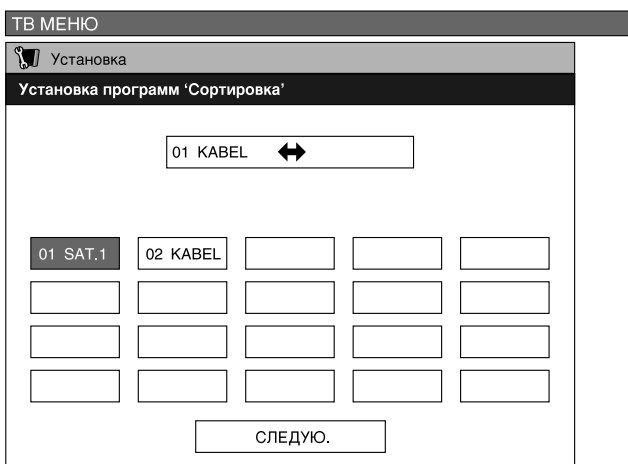 ТВ МЕНЮ
Установка
Установка программ ‘Сортировка’
01 KABEL
01 SAT.1 02 KABEL
СЛЕДУЮ.